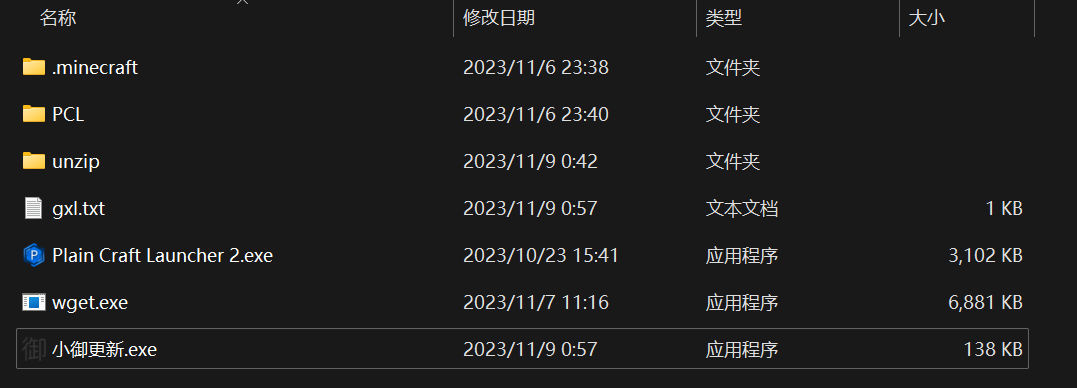 名称 修改日期 类型 大小
.minecraft 2023/11/6 23:38 文件夹
PCL 2023/11/6 23:40 文件夹
unzip 2023/11/9 0:42 文件夹
gxl.txt 2023/11/9 0:57 文本文档 1 KB
P Plain Craft Launcher 2.exe 2023/10/23 15:41 应用程序 3,102 KB
wget.exe 2023/11/7 11:16 应用程序 6,881 KB
御 小御更新.exe 2023/11/9 0:57 应用程序 138 KB